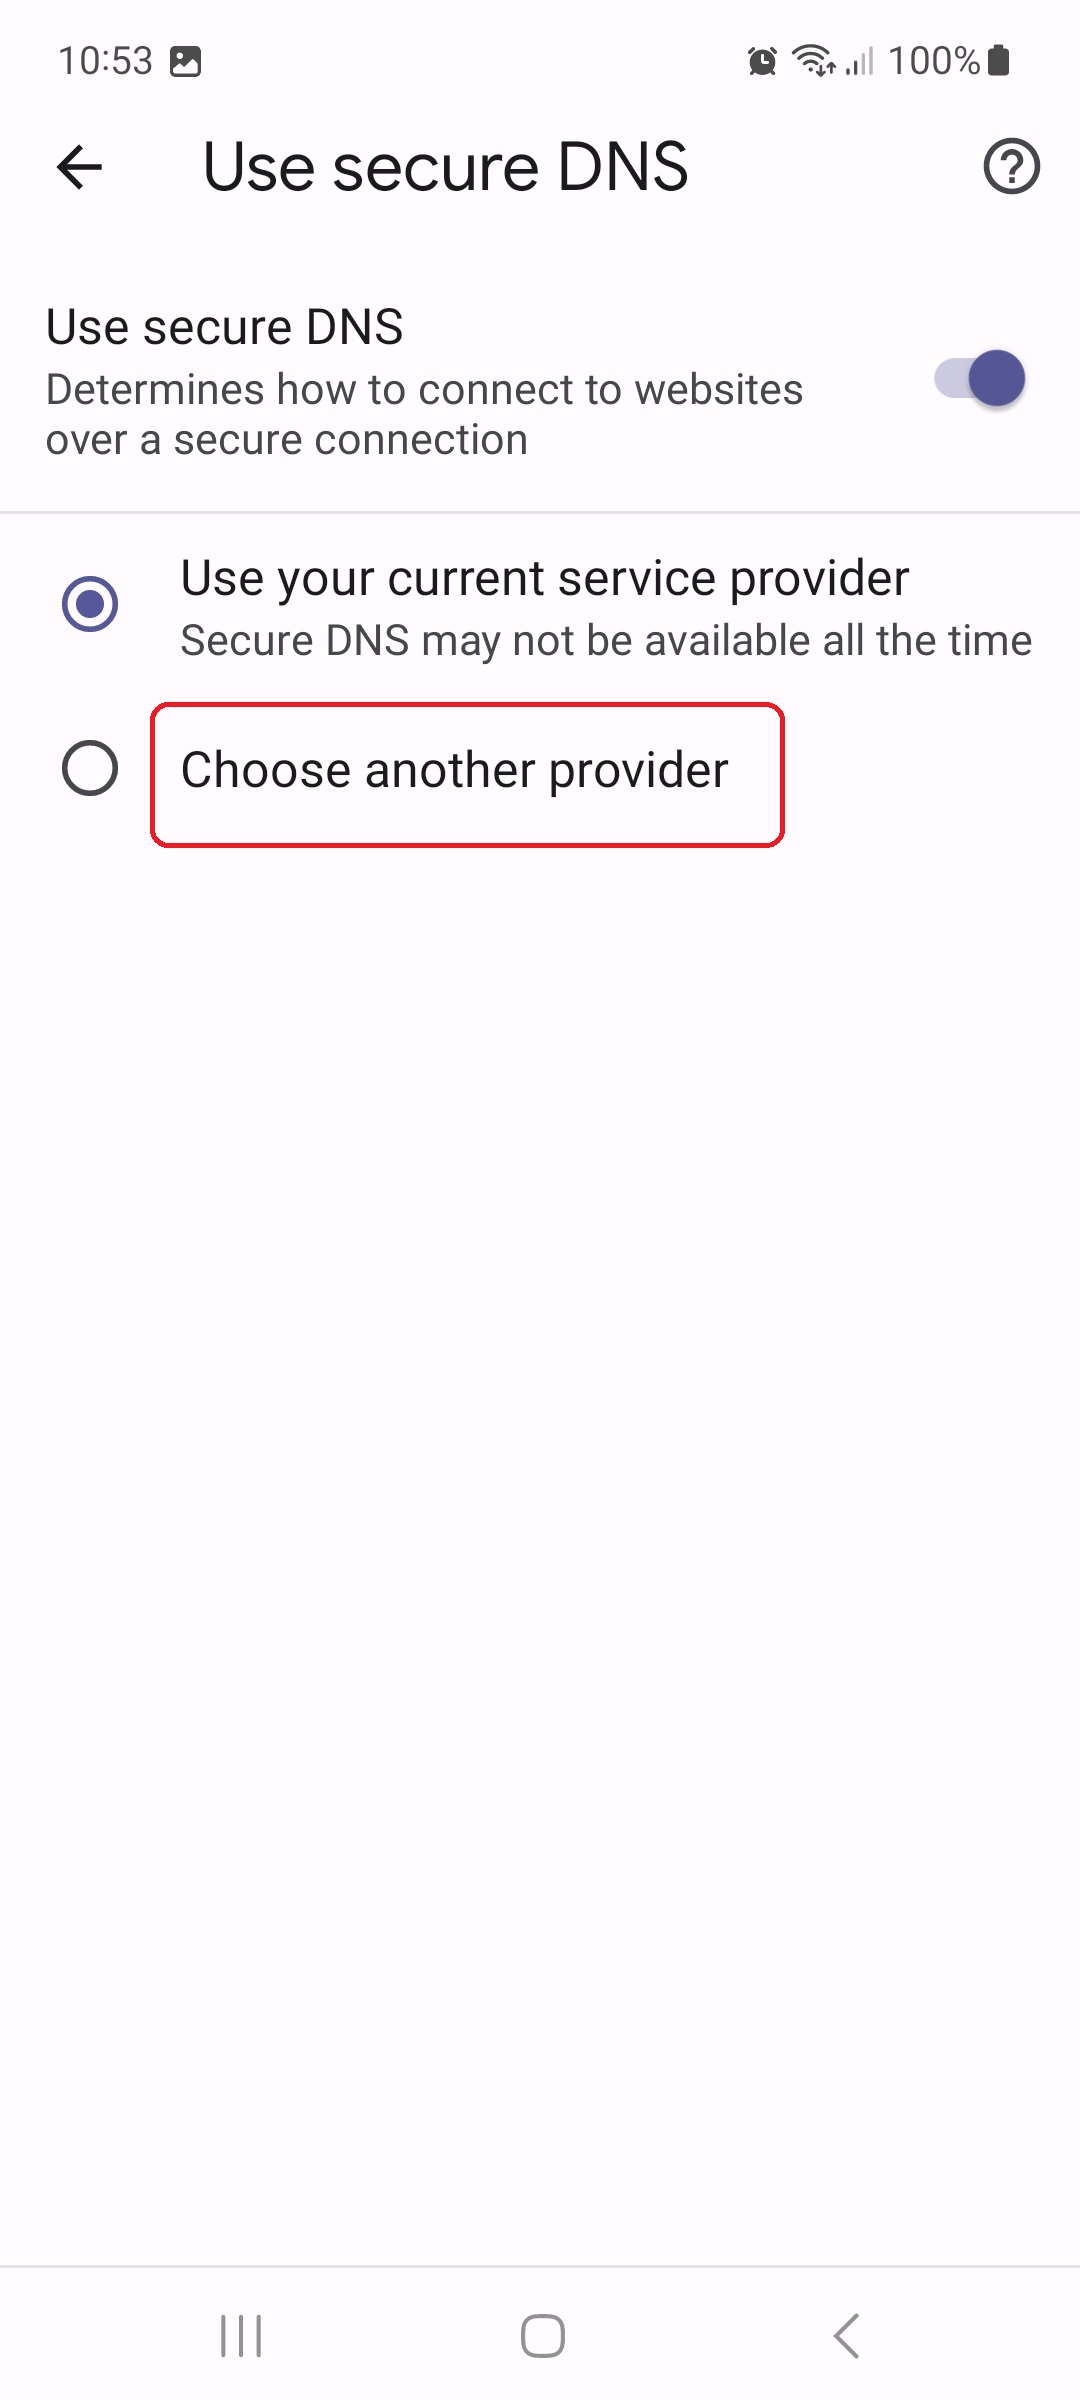 10:53
100%
Use secure DNS
Use secure DNS
Determines how to connect to websites
over a secure connection
Use your current service provider
Secure DNS may not be available all the time
Choose another provider